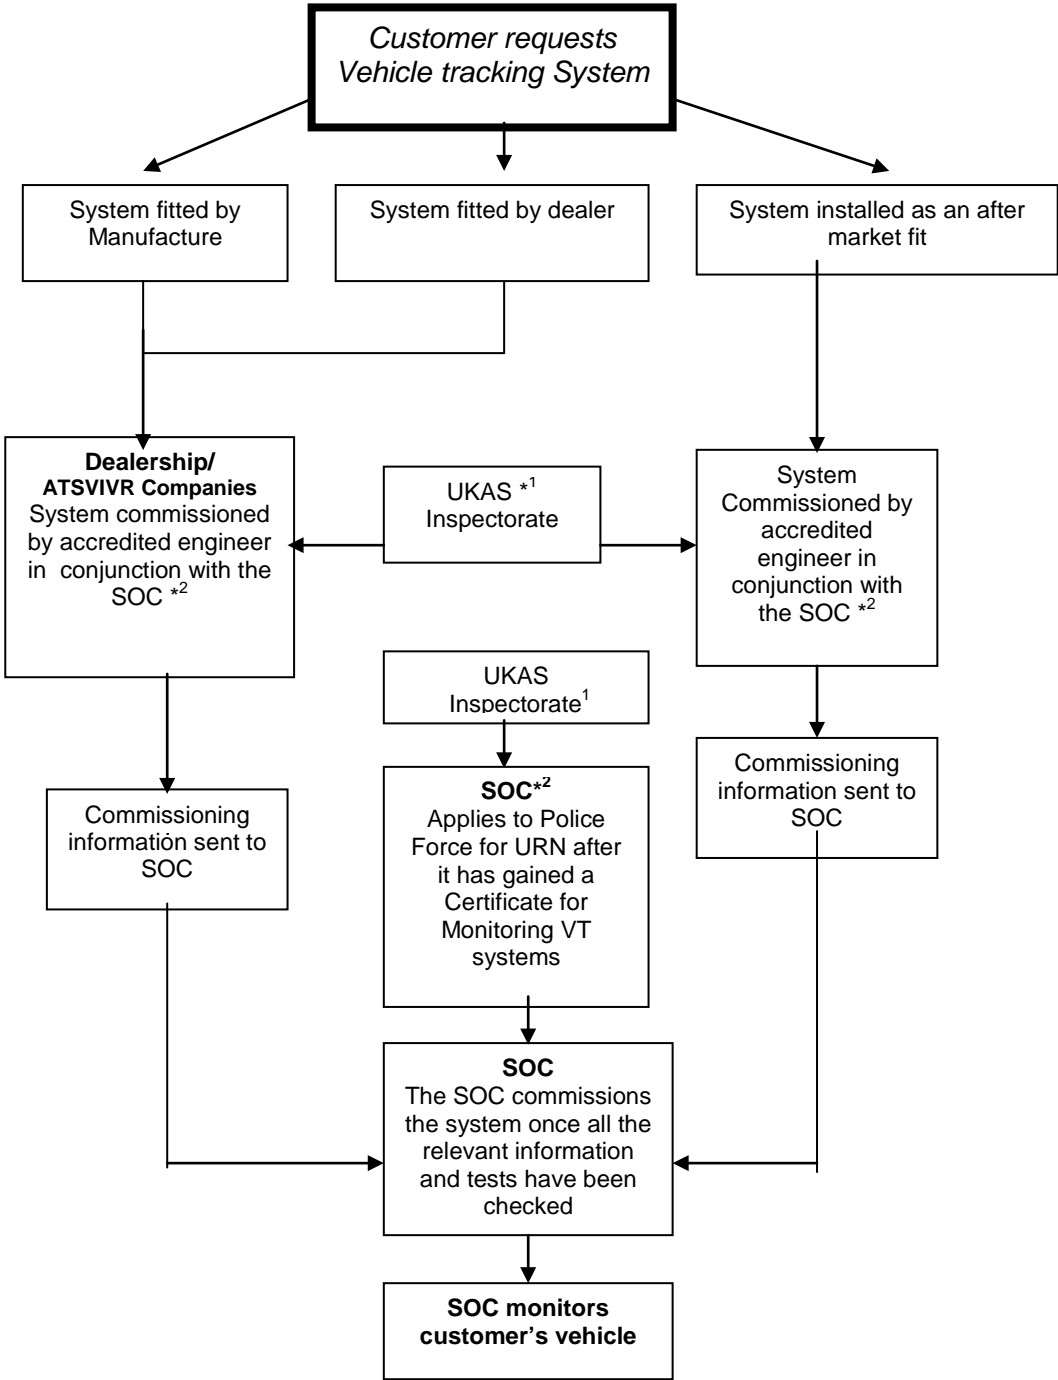 Customer requests
Vehicle tracking System
System fitted by
Manufacture
System fitted by dealer
System installed as an after
market fit
Dealership/
ATSVIVR Companies
System commissioned
by accredited engineer
in conjunction with the
SOC *2
UKAS *1
Inspectorate
System
Commissioned by
accredited
engineer in
conjunction with
the SOC *2
UKAS
Inspectorate1
Commissioning
information sent to
SOC
SOC*2
Applies to Police
Force for URN after
it has gained a
Certificate for
Monitoring VT
systems
Commissioning
information sent to
SOC
SOC
The SOC commissions
the system once all the
relevant information
and tests have been
checked
SOC monitors
customer’s vehicle